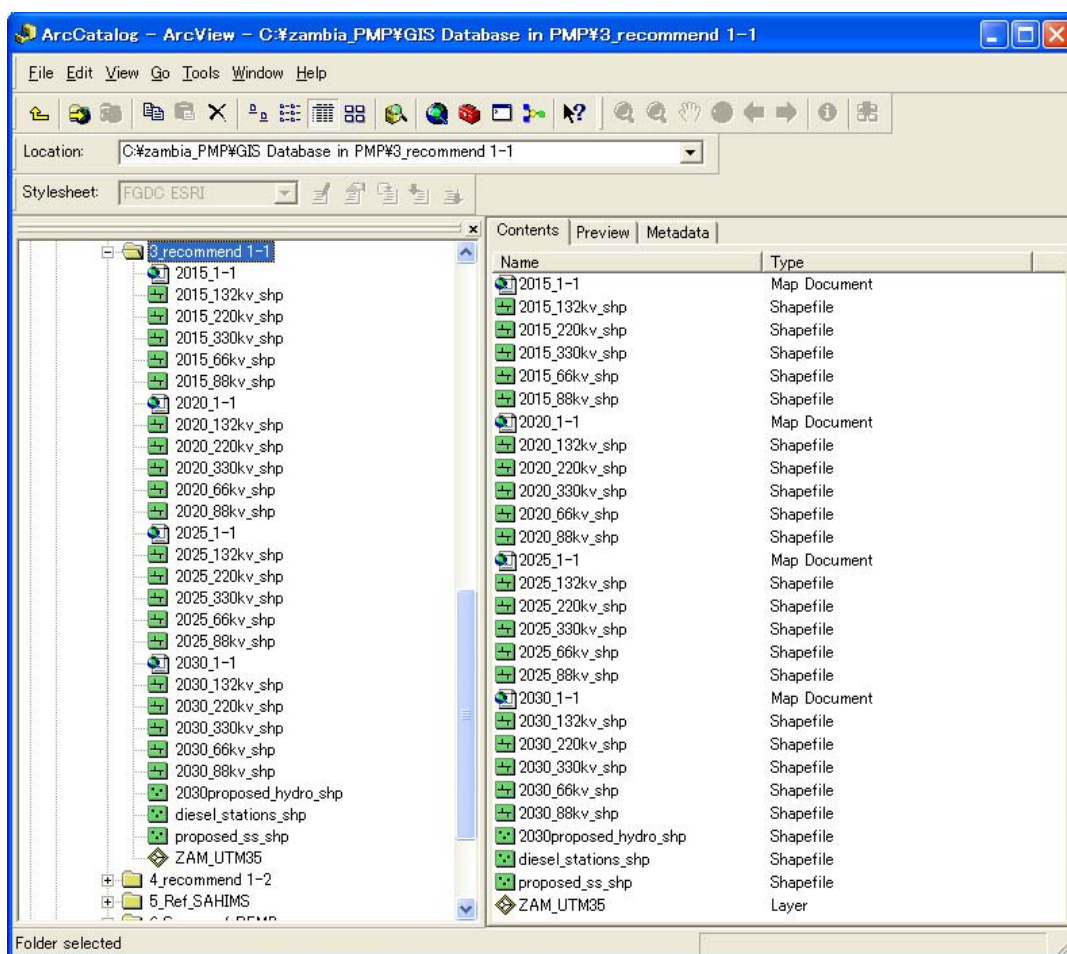 ArcCatalog - ArcView - C:¥zambia_PMP¥GIS Database in PMP¥3_recommend 1-1
File Edit View Go Tools Window Help
Location: C:¥zambia_PMP¥GIS Database in PMP¥3_recommend 1-1
Stylesheet: FGDC ESRI
3_recommend 1-1
2015_1-1
2015_132kv_shp
2015_220kv_shp
2015_330kv_shp
2015_66kv_shp
2015_88kv_shp
2020_1-1
2020_132kv_shp
2020_220kv_shp
2020_330kv_shp
2020_66kv_shp
2020_88kv_shp
2025_1-1
2025_132kv_shp
2025_220kv_shp
2025_330kv_shp
2025_66kv_shp
2025_88kv_shp
2030_1-1
2030_132kv_shp
2030_220kv_shp
2030_330kv_shp
2030_66kv_shp
2030_88kv_shp
2030proposed_hydro_shp
diesel_stations_shp
proposed_ss_shp
ZAM_UTM35
4_recommend 1-2
5_Ref_SAHIMS
Contents Preview Metadata
Name Type
2015_1-1 Map Document
2015_132kv_shp Shapefile
2015_220kv_shp Shapefile
2015_330kv_shp Shapefile
2015_66kv_shp Shapefile
2015_88kv_shp Shapefile
2020_1-1 Map Document
2020_132kv_shp Shapefile
2020_220kv_shp Shapefile
2020_330kv_shp Shapefile
2020_66kv_shp Shapefile
2020_88kv_shp Shapefile
2025_1-1 Map Document
2025_132kv_shp Shapefile
2025_220kv_shp Shapefile
2025_330kv_shp Shapefile
2025_66kv_shp Shapefile
2025_88kv_shp Shapefile
2030_1-1 Map Document
2030_132kv_shp Shapefile
2030_220kv_shp Shapefile
2030_330kv_shp Shapefile
2030_66kv_shp Shapefile
2030_88kv_shp Shapefile
2030proposed_hydro_shp Shapefile
diesel_stations_shp Shapefile
proposed_ss_shp Shapefile
ZAM_UTM35 Layer
Folder selected